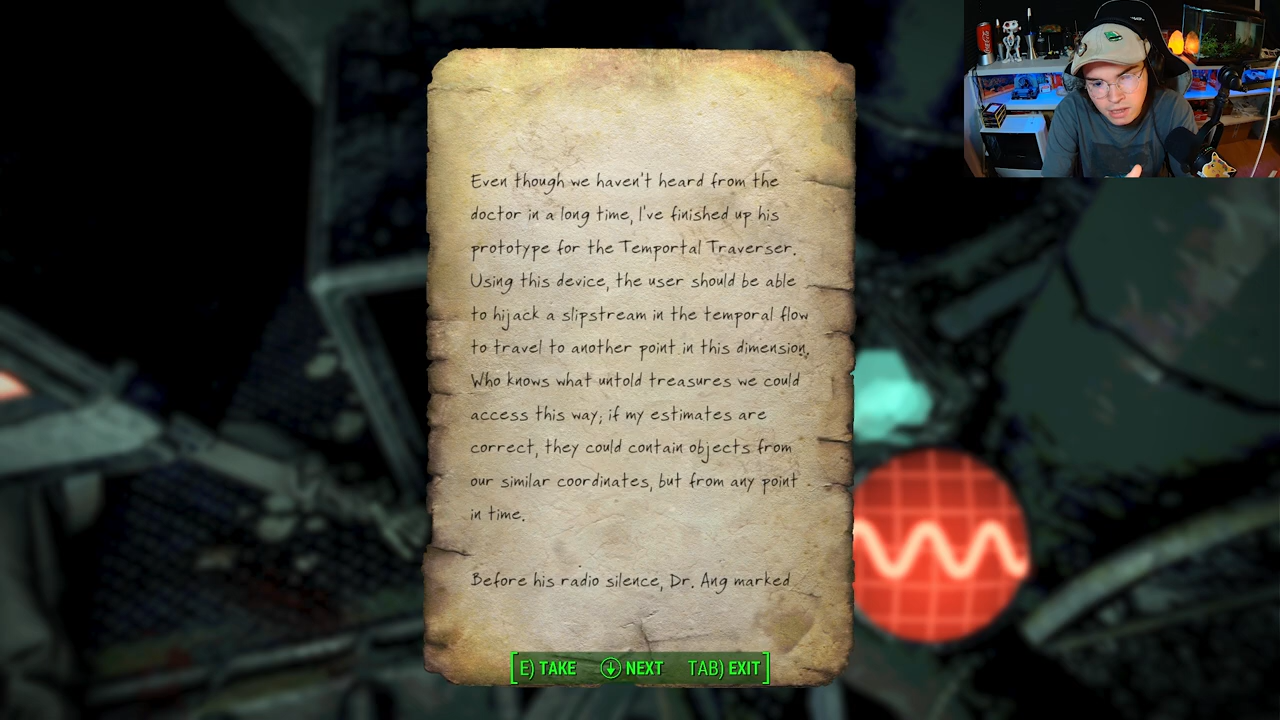 Even though we haven't heard from the
doctor in a long time, I've finished up his
prototype for the Temportal Traverser.
Using this device, the user should be able
to hijack a slipstream in the temporal flow
to travel to another point in this dimension.
Who knows what untold treasures we could
access this way; if my estimates are
correct, they could contain objects from
our similar coordinates, but from any point
in time.
Before his radio silence, Dr. Ang marked
E) TAKE NEXT TAB) EXIT